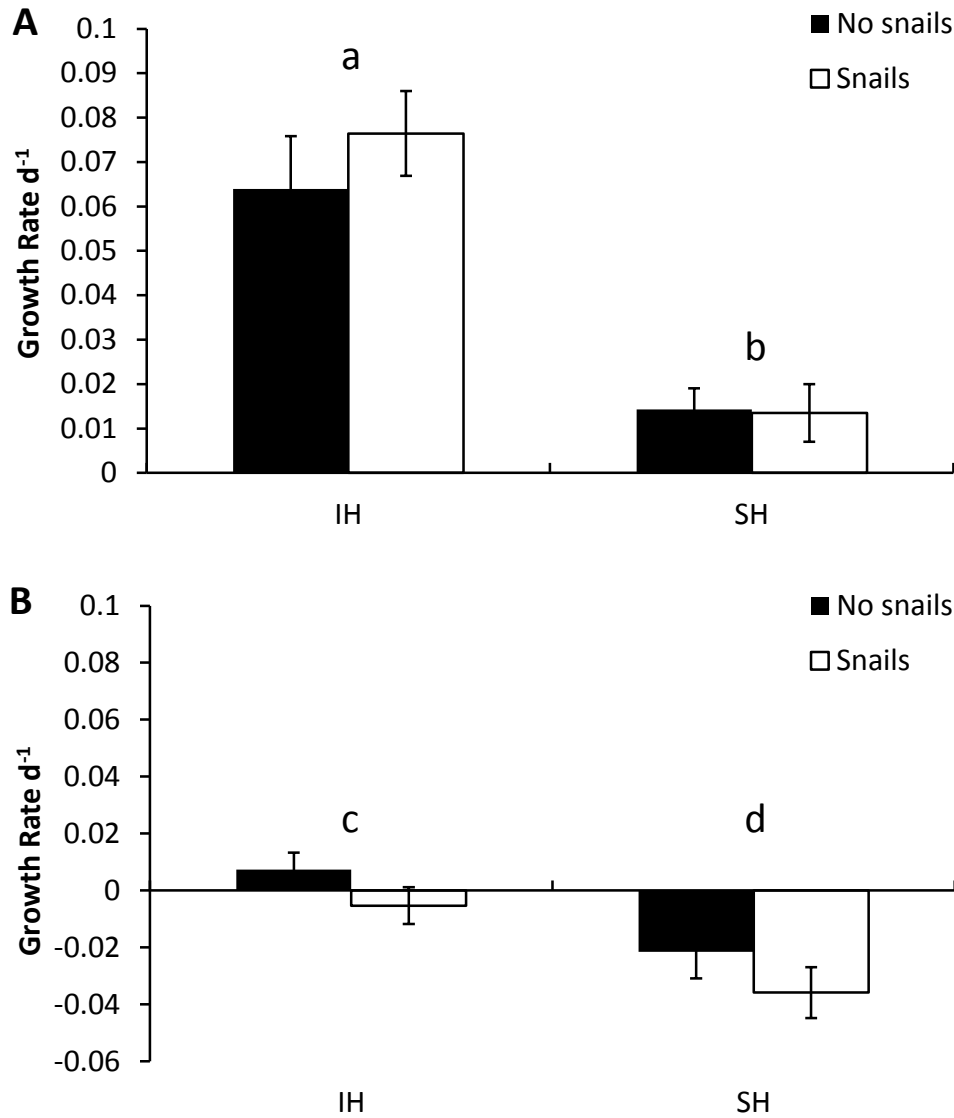 A
No snails
Snails
a
b
Growth Rate d-1
0.1
0.09
0.08
0.07
0.06
0.05
0.04
0.03
0.02
0.01
0
IH
SH
B
No snails
Snails
c
d
Growth Rate d-1
0.1
0.08
0.06
0.04
0.02
0
-0.02
-0.04
-0.06
IH
SH